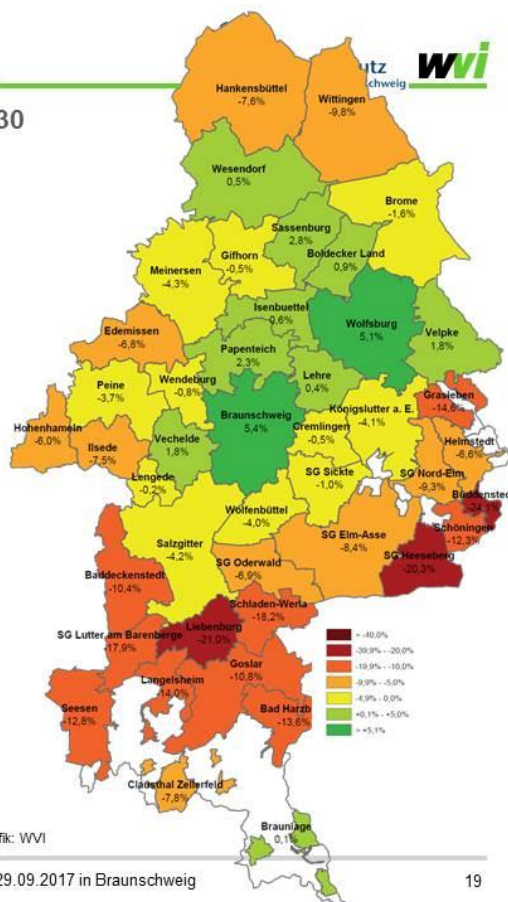 utz
chweig
wvi
30
Hankensbüttel
-7,6%
Wittingen
-9,8%
Wesendorf
0,5%
Brome
-1,6%
Sassenburg
2,8%
Boldecker Land
0,9%
Gifhorn
-0,5%
Meinersen
-4,3%
Isenbuettel
0,6%
Wolfsburg
5,1%
Velpke
1,8%
Edemissen
-6,8%
Papenteich
2,3%
Lehre
0,4%
Peine
-3,7%
Wendeburg
-0,8%
Braunschweig
5,4%
Königslutter a. E.
-4,1%
Grasleben
-14,6%
Hohenhameln
-6,0%
Ilsede
-7,5%
Vechelde
1,8%
Cremlingen
-0,5%
Helmstedt
-6,6%
Lengede
-0,2%
SG Sickte
-1,0%
SG Nord-Elm
-9,3%
Büddensted
-24,1%
Wolfenbüttel
-4,0%
Schöningen
-12,3%
Salzgitter
-4,2%
SG Elm-Asse
-8,4%
SG Heeseberg
-20,3%
SG Oderwald
-6,9%
Baddeckenstedt
-10,4%
Schladen-Werla
-18,2%
SG Lutter am Barenberge
-17,9%
Liebenburg
-21,0%
Goslar
-10,8%
Langelsheim
-14,0%
Seesen
-12,8%
Bad Harzb
-13,6%
Clausthal Zellerfeld
-7,8%
Braunlage
0,1%
-39,9% - -20,0%
-19,9% - -10,0%
-9,9% - -5,0%
-4,9% - 0,0%
+0,1% - +5,0%
fik: WVI
29.09.2017 in Braunschweig
19